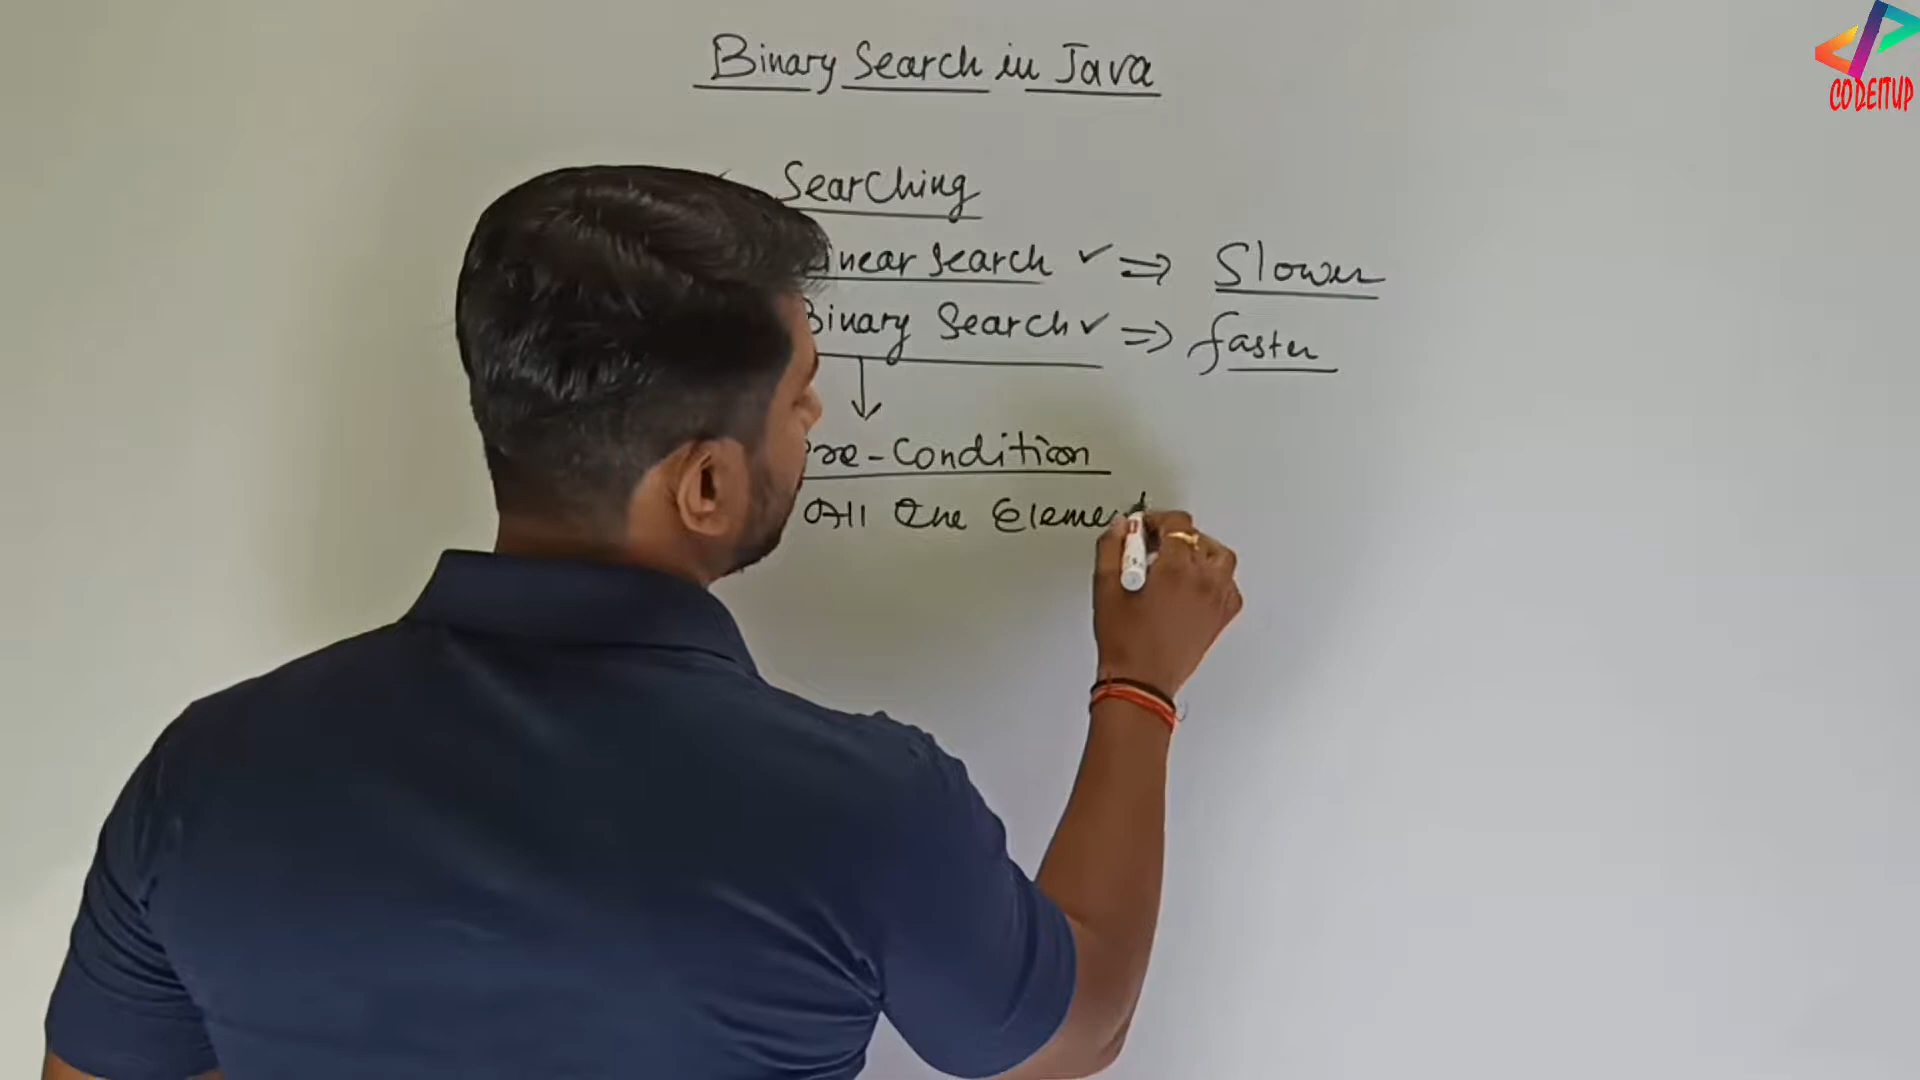 Binary Search in Java
CODEITUP
Searching
Linear Search ✓ ⇒ Slower
Binary Search ✓ ⇒ faster
Pre-Condition
All the Element